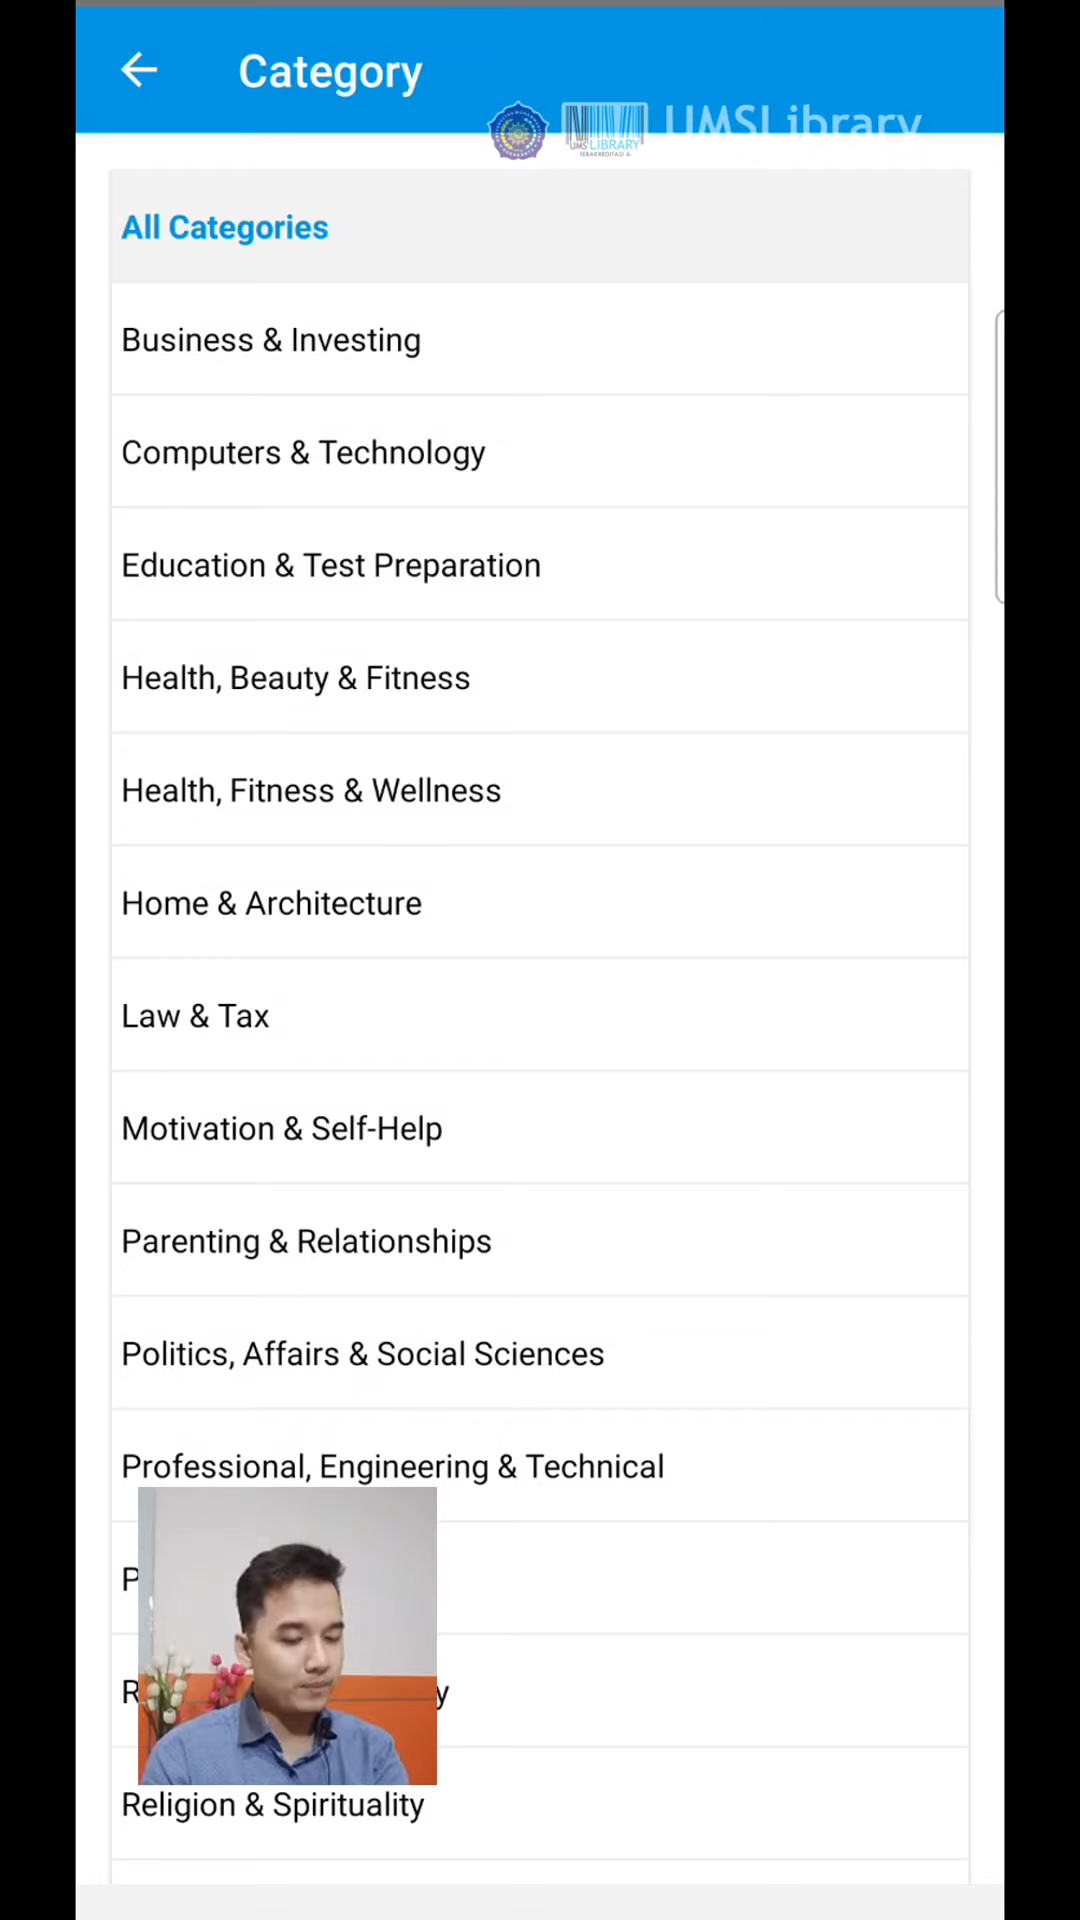 Category
UMS LIBRARY
TERAKREDITASI A-
UMSLibrary
All Categories
Business & Investing
Computers & Technology
Education & Test Preparation
Health, Beauty & Fitness
Health, Fitness & Wellness
Home & Architecture
Law & Tax
Motivation & Self-Help
Parenting & Relationships
Politics, Affairs & Social Sciences
Professional, Engineering & Technical
Religion & Spirituality